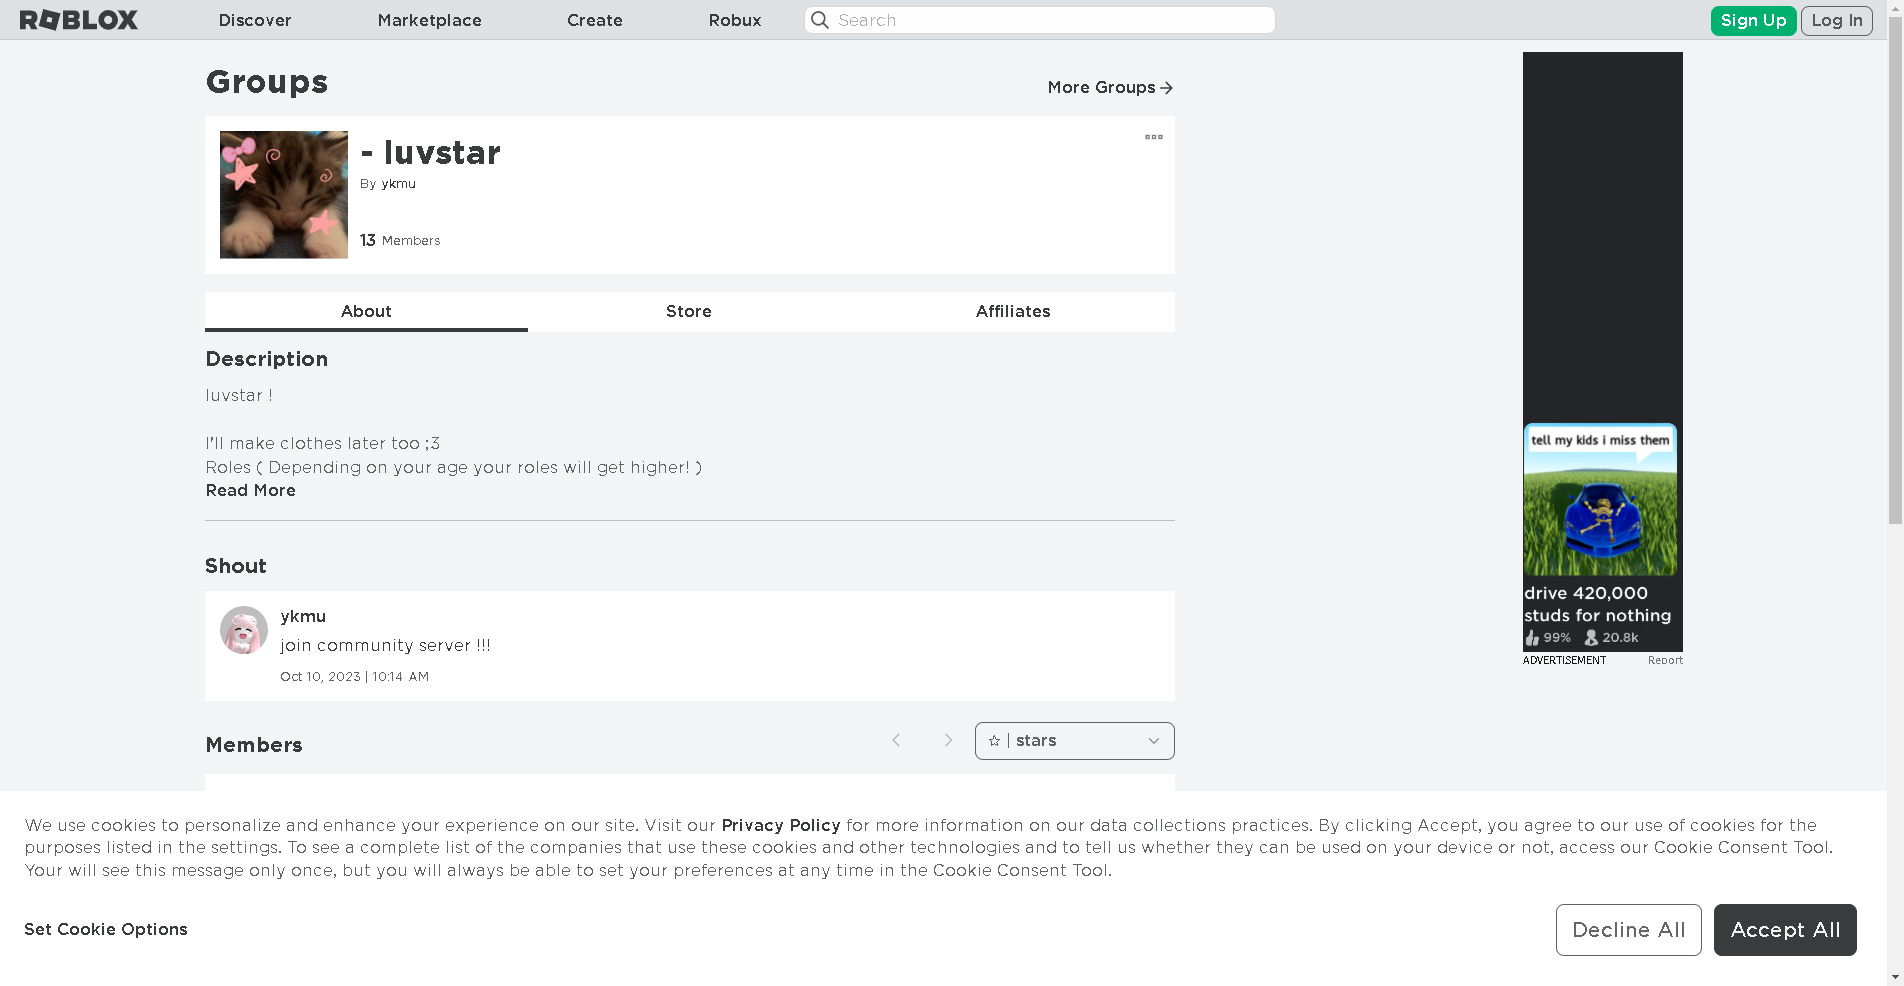 ROBLOX
Discover
Marketplace
Create
Robux
Search
Sign Up
Log In
Groups
More Groups
- luvstar
By ykmu
13 Members
About
Store
Affiliates
Description
luvstar !
I'll make clothes later too ;3
Roles ( Depending on your age your roles will get higher! )
Read More
Shout
ykmu
join community server !!!
Oct 10, 2023 | 10:14 AM
Members
☆ | stars
tell my kids i miss them
drive 420,000
studs for nothing
99% 20.8k
ADVERTISEMENT
Report
We use cookies to personalize and enhance your experience on our site. Visit our Privacy Policy for more information on our data collections practices. By clicking Accept, you agree to our use of cookies for the
purposes listed in the settings. To see a complete list of the companies that use these cookies and other technologies and to tell us whether they can be used on your device or not, access our Cookie Consent Tool.
Your will see this message only once, but you will always be able to set your preferences at any time in the Cookie Consent Tool.
Set Cookie Options
Decline All
Accept All